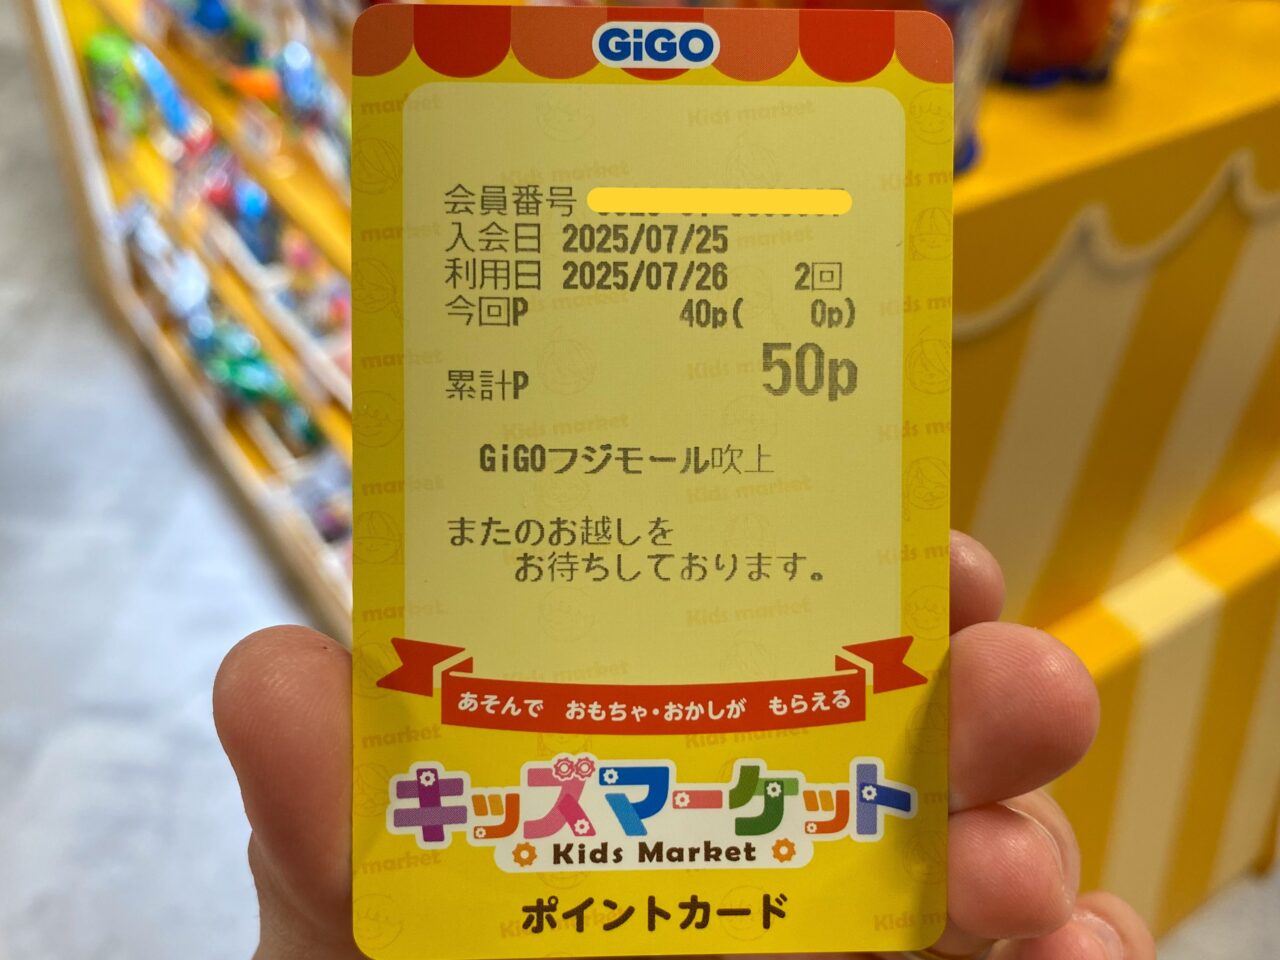 GiGO
会員番号
入会日 2025/07/25
利用日 2025/07/26 2回
今回P 40p( 0p)
累計P 50p
GiGOフジモール吹上
またのお越しを
お待ちしております。
あそんで おもちゃ・おかしが もらえる
キッズマーケット
Kids Market
ポイントカード